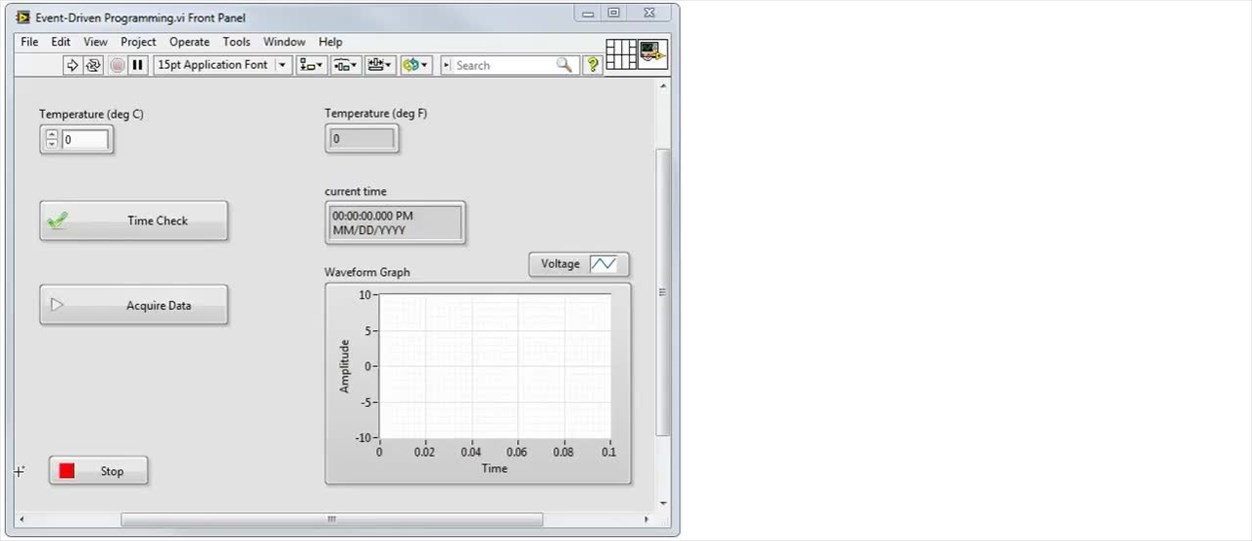 Event-Driven Programming.vi Front Panel
File Edit View Project Operate Tools Window Help
15pt Application Font
Search
?
Temperature (deg C)
0
Temperature (deg F)
0
Time Check
current time
00:00:00.000 PM
MM/DD/YYYY
Acquire Data
Voltage
Waveform Graph
Amplitude
10
5
0
-5
-10
0 0.02 0.04 0.06 0.08 0.1
Time
Stop